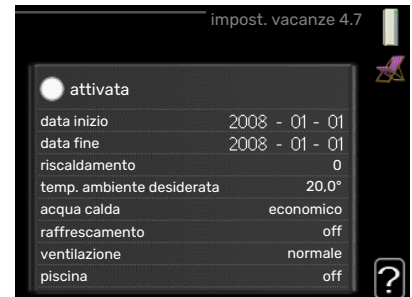 impost. vacanze 4.7
attivata
data inizio 2008 - 01 - 01
data fine 2008 - 01 - 01
riscaldamento 0
temp. ambiente desiderata 20,0°
acqua calda economico
raffrescamento off
ventilazione normale
piscina off
?